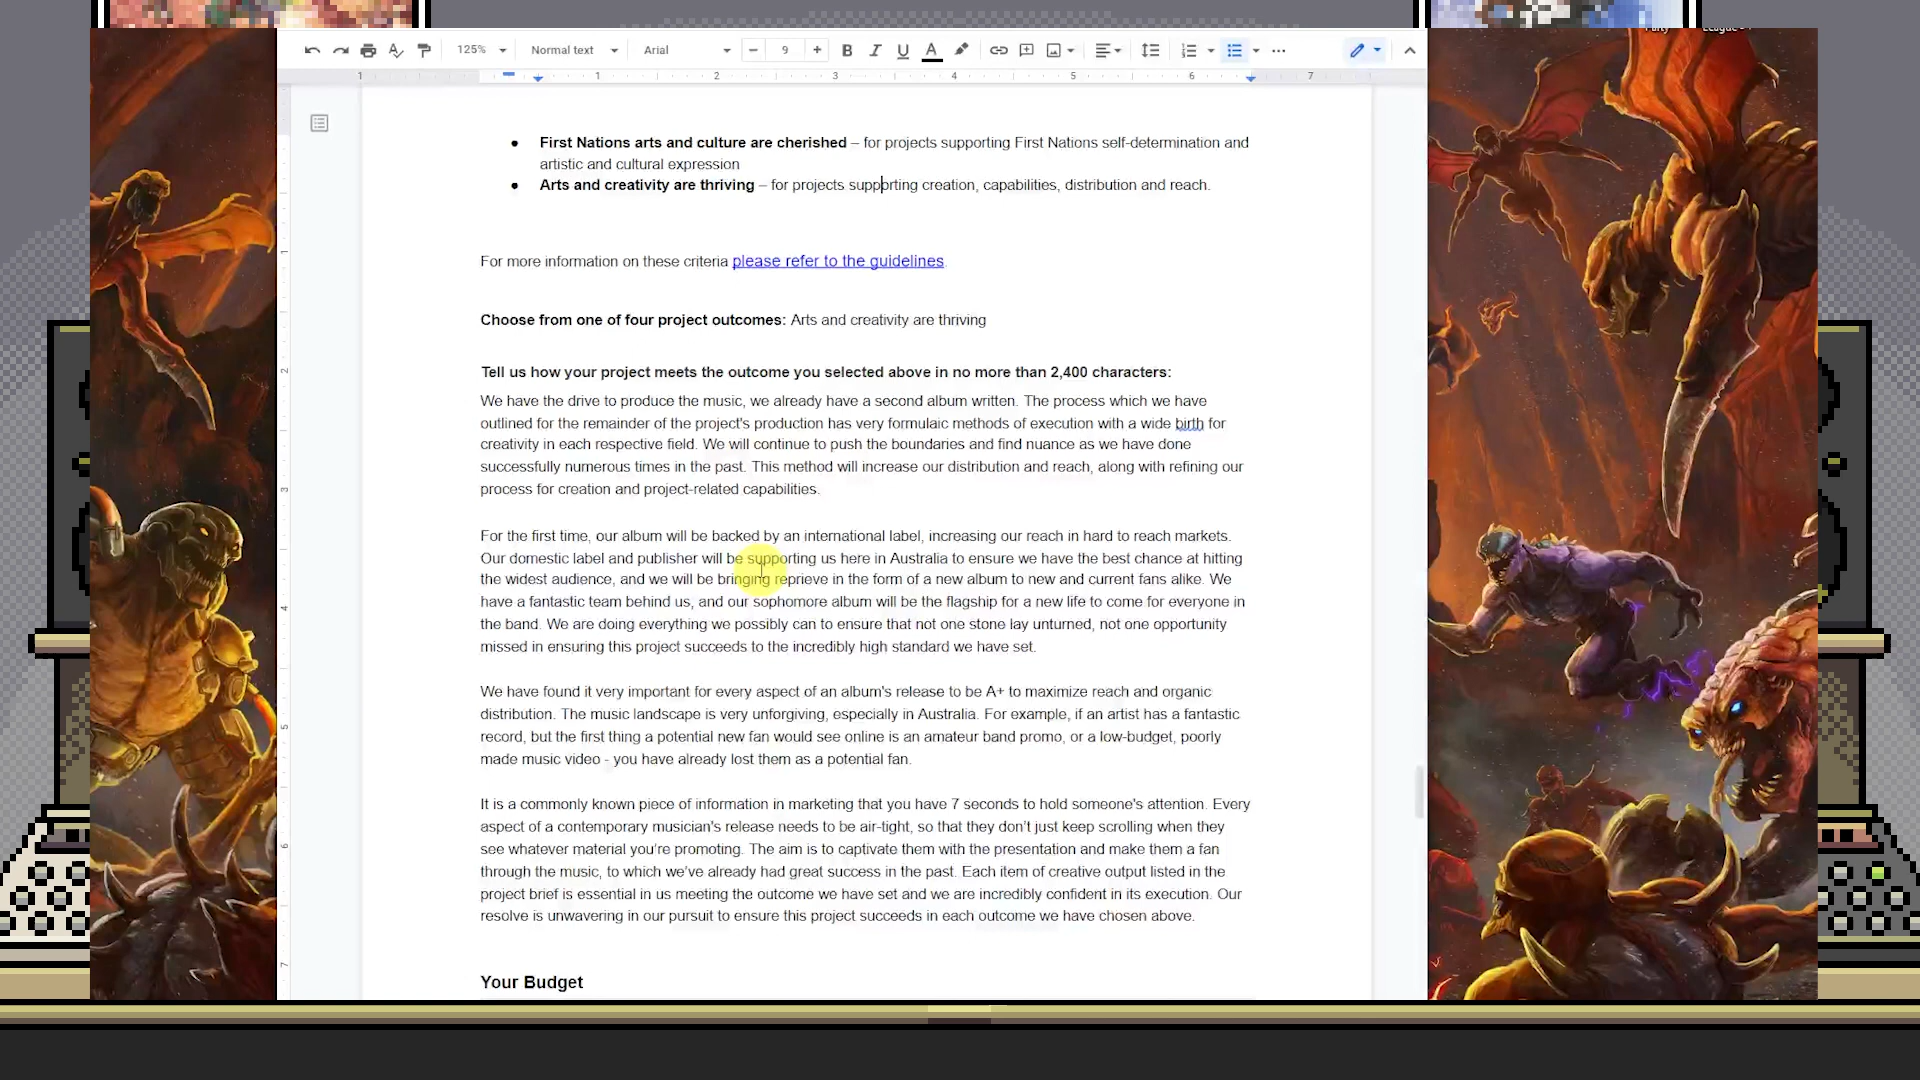 Party League
125% Normal text Arial 9
1 1 2 3 4 5 6 7
First Nations arts and culture are cherished – for projects supporting First Nations self-determination and
artistic and cultural expression
Arts and creativity are thriving – for projects supporting creation, capabilities, distribution and reach.
1
For more information on these criteria please refer to the guidelines.
Choose from one of four project outcomes: Arts and creativity are thriving
2
Tell us how your project meets the outcome you selected above in no more than 2,400 characters:
We have the drive to produce the music, we already have a second album written. The process which we have
outlined for the remainder of the project's production has very formulaic methods of execution with a wide birth for
creativity in each respective field. We will continue to push the boundaries and find nuance as we have done
successfully numerous times in the past. This method will increase our distribution and reach, along with refining our
3
process for creation and project-related capabilities.
For the first time, our album will be backed by an international label, increasing our reach in hard to reach markets.
Our domestic label and publisher will be supporting us here in Australia to ensure we have the best chance at hitting
the widest audience, and we will be bringing reprieve in the form of a new album to new and current fans alike. We
4
have a fantastic team behind us, and our sophomore album will be the flagship for a new life to come for everyone in
the band. We are doing everything we possibly can to ensure that not one stone lay unturned, not one opportunity
missed in ensuring this project succeeds to the incredibly high standard we have set.
We have found it very important for every aspect of an album's release to be A+ to maximize reach and organic
distribution. The music landscape is very unforgiving, especially in Australia. For example, if an artist has a fantastic
5
record, but the first thing a potential new fan would see online is an amateur band promo, or a low-budget, poorly
made music video - you have already lost them as a potential fan.
It is a commonly known piece of information in marketing that you have 7 seconds to hold someone's attention. Every
aspect of a contemporary musician's release needs to be air-tight, so that they don't just keep scrolling when they
6
see whatever material you're promoting. The aim is to captivate them with the presentation and make them a fan
through the music, to which we've already had great success in the past. Each item of creative output listed in the
project brief is essential in us meeting the outcome we have set and we are incredibly confident in its execution. Our
resolve is unwavering in our pursuit to ensure this project succeeds in each outcome we have chosen above.
7
Your Budget